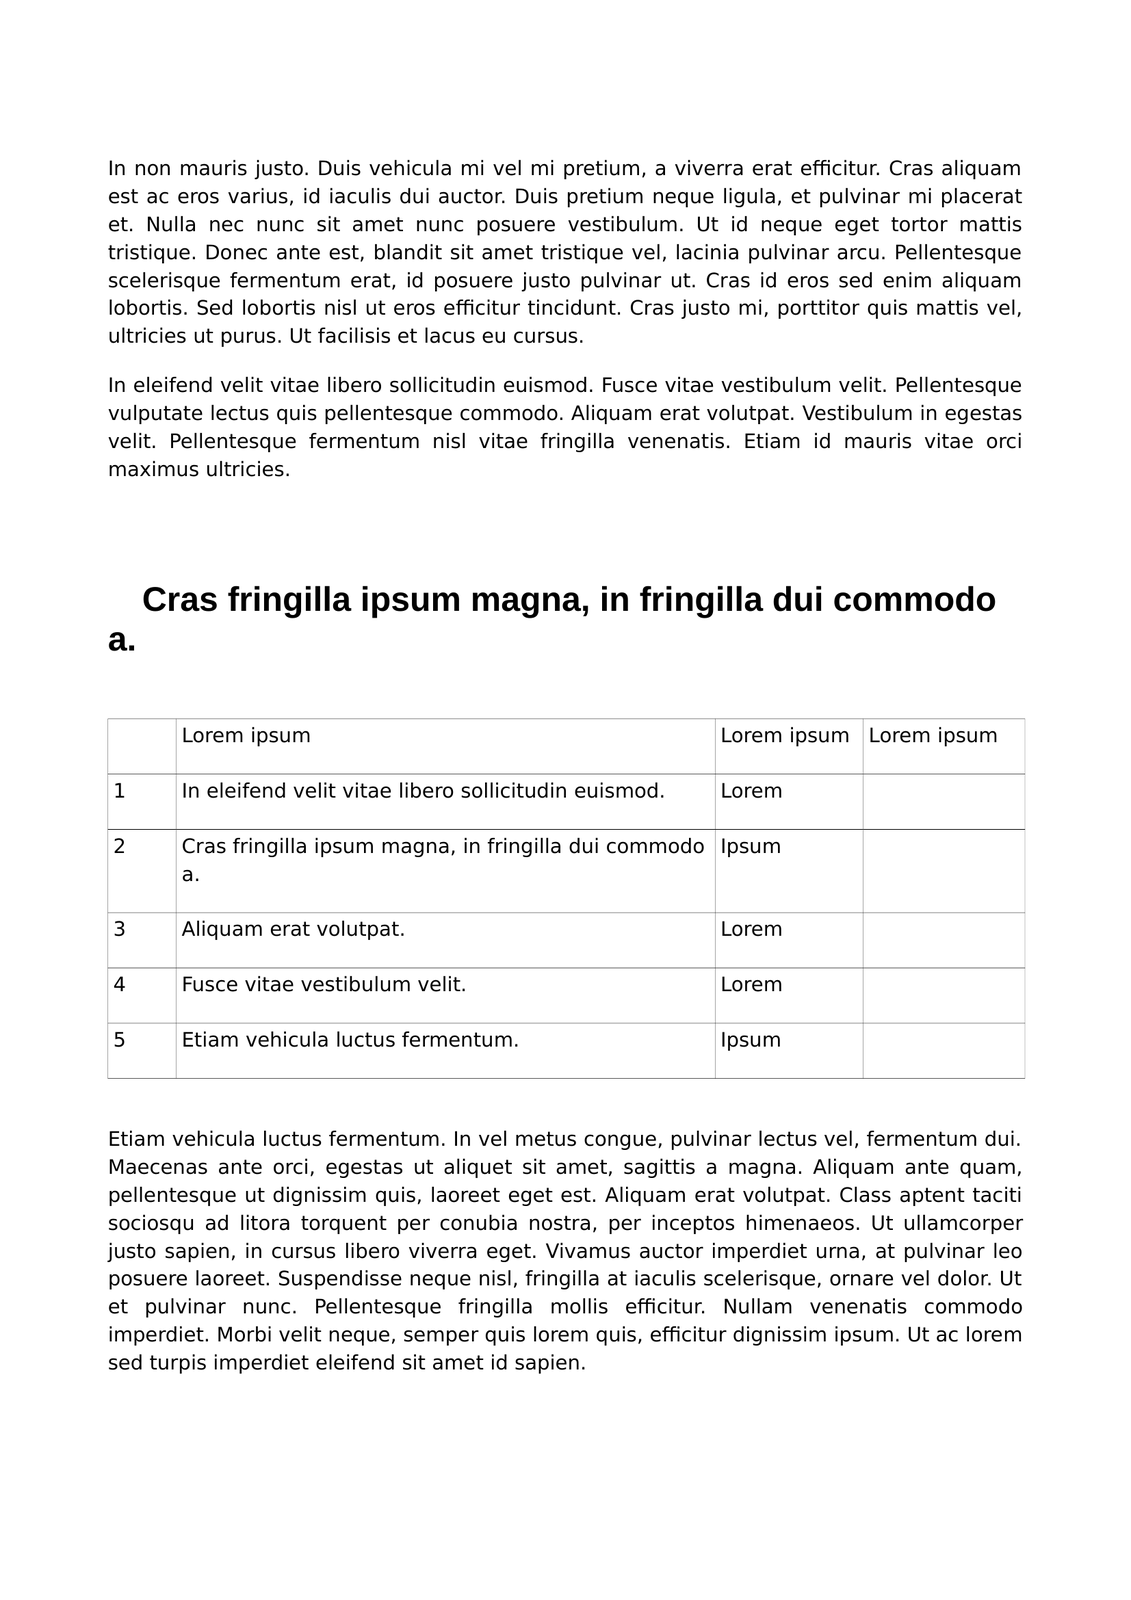 In non mauris justo. Duis vehicula mi vel mi pretium, a viverra erat efficitur. Cras aliquam
est ac eros varius, id iaculis dui auctor. Duis pretium neque ligula, et pulvinar mi placerat
et. Nulla nec nunc sit amet nunc posuere vestibulum. Ut id neque eget tortor mattis
tristique. Donec ante est, blandit sit amet tristique vel, lacinia pulvinar arcu. Pellentesque
scelerisque fermentum erat, id posuere justo pulvinar ut. Cras id eros sed enim aliquam
lobortis. Sed lobortis nisl ut eros efficitur tincidunt. Cras justo mi, porttitor quis mattis vel,
ultricies ut purus. Ut facilisis et lacus eu cursus.
In eleifend velit vitae libero sollicitudin euismod. Fusce vitae vestibulum velit. Pellentesque
vulputate lectus quis pellentesque commodo. Aliquam erat volutpat. Vestibulum in egestas
velit. Pellentesque fermentum nisl vitae fringilla venenatis. Etiam id mauris vitae orci
maximus ultricies.
Cras fringilla ipsum magna, in fringilla dui commodo
a.
Lorem ipsum Lorem ipsum Lorem ipsum
1 In eleifend velit vitae libero sollicitudin euismod. Lorem
2 Cras fringilla ipsum magna, in fringilla dui commodo Ipsum
a.
3 Aliquam erat volutpat. Lorem
4 Fusce vitae vestibulum velit. Lorem
5 Etiam vehicula luctus fermentum. Ipsum
Etiam vehicula luctus fermentum. In vel metus congue, pulvinar lectus vel, fermentum dui.
Maecenas ante orci, egestas ut aliquet sit amet, sagittis a magna. Aliquam ante quam,
pellentesque ut dignissim quis, laoreet eget est. Aliquam erat volutpat. Class aptent taciti
sociosqu ad litora torquent per conubia nostra, per inceptos himenaeos. Ut ullamcorper
justo sapien, in cursus libero viverra eget. Vivamus auctor imperdiet urna, at pulvinar leo
posuere laoreet. Suspendisse neque nisl, fringilla at iaculis scelerisque, ornare vel dolor. Ut
et pulvinar nunc. Pellentesque fringilla mollis efficitur. Nullam venenatis commodo
imperdiet. Morbi velit neque, semper quis lorem quis, efficitur dignissim ipsum. Ut ac lorem
sed turpis imperdiet eleifend sit amet id sapien.